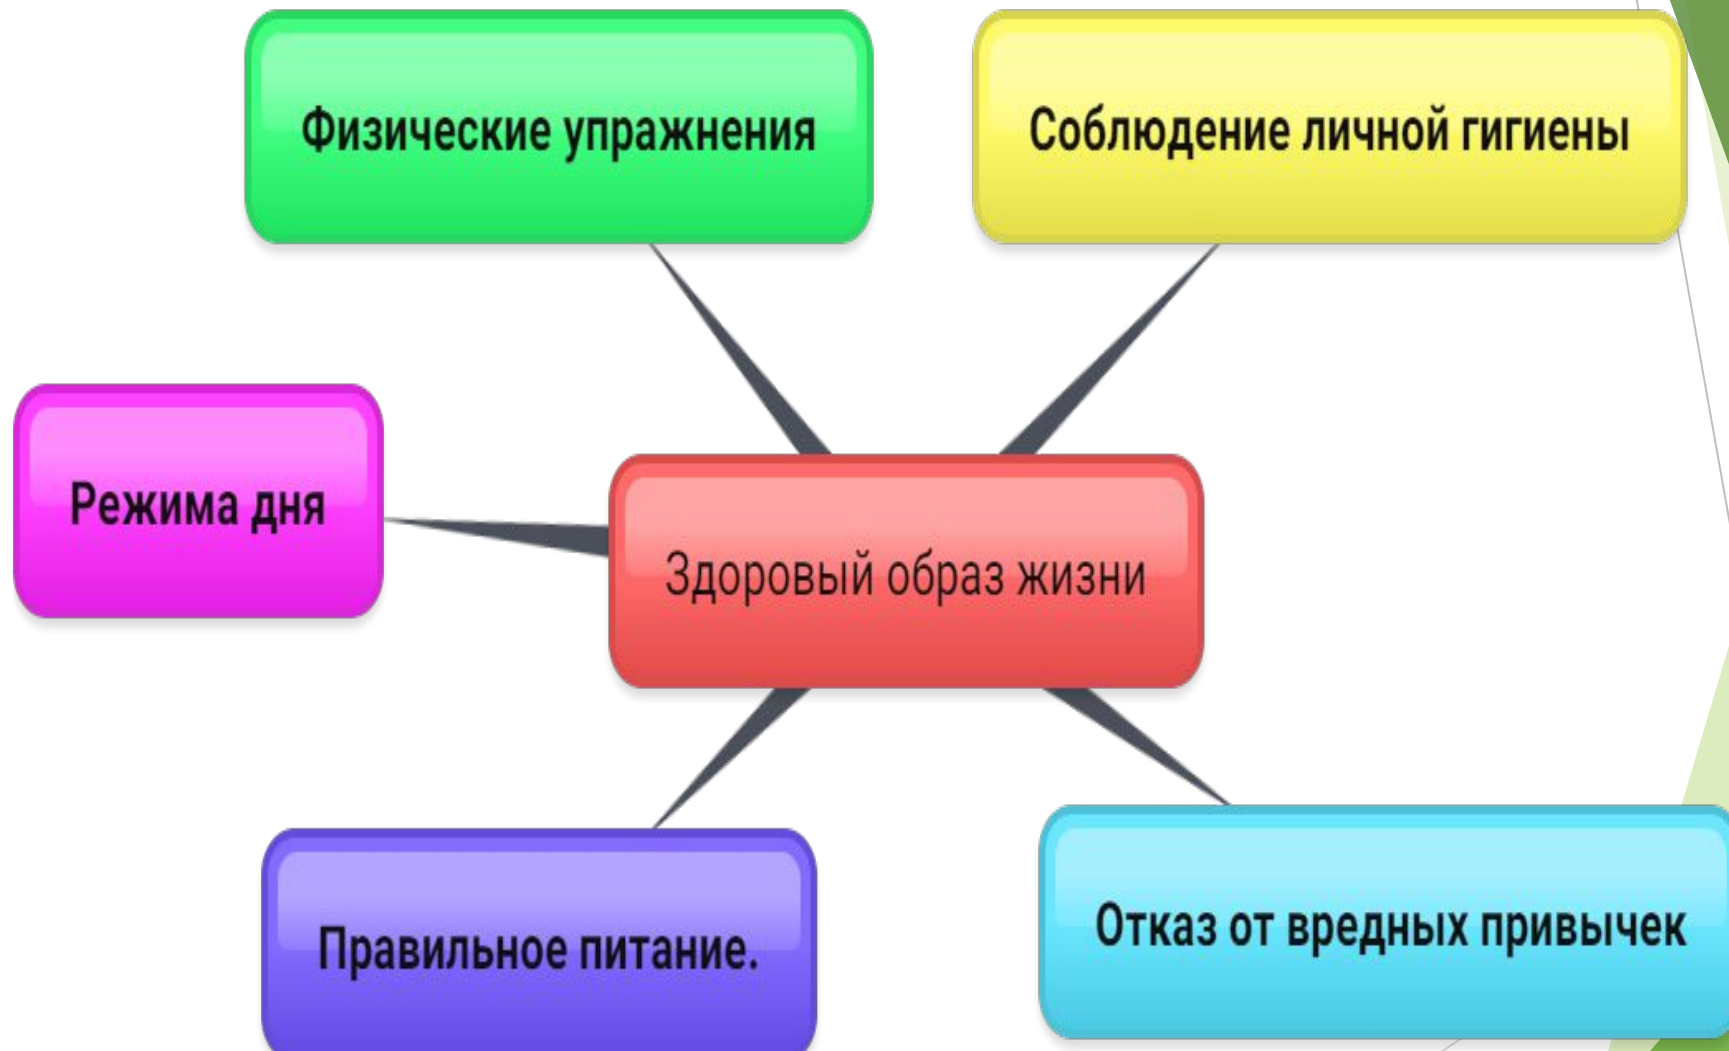 Физические упражнения
Соблюдение личной гигиены
Режима дня
Здоровый образ жизни
Правильное питание.
Отказ от вредных привычек